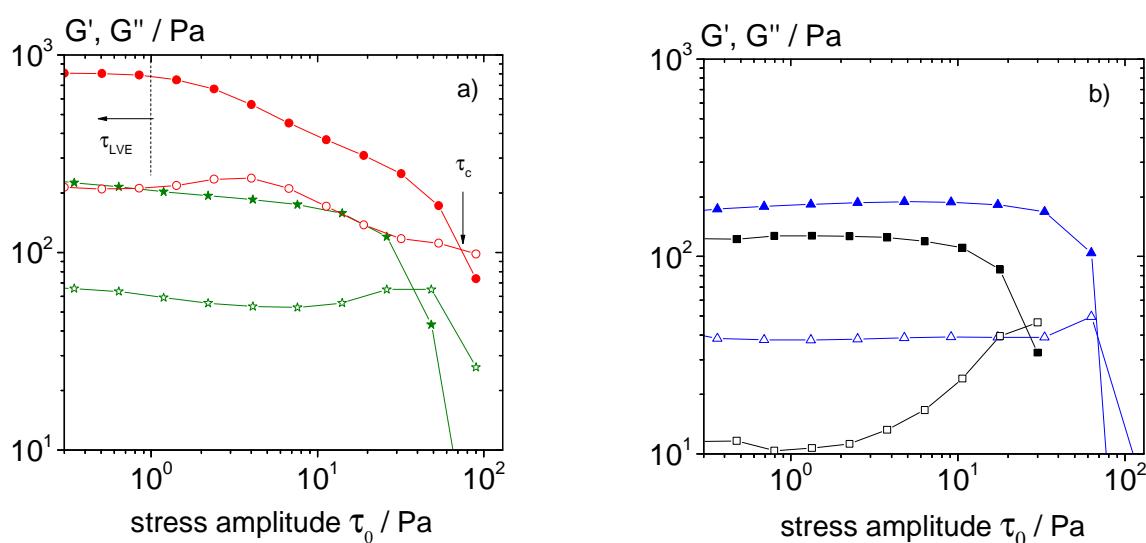 G', G'' / Pa
10³
a)
τLVE
τc
10²
10¹
10⁰ 10¹ 10²
stress amplitude τ₀ / Pa
G', G'' / Pa
10³
b)
10²
10¹
10⁰ 10¹ 10²
stress amplitude τ₀ / Pa